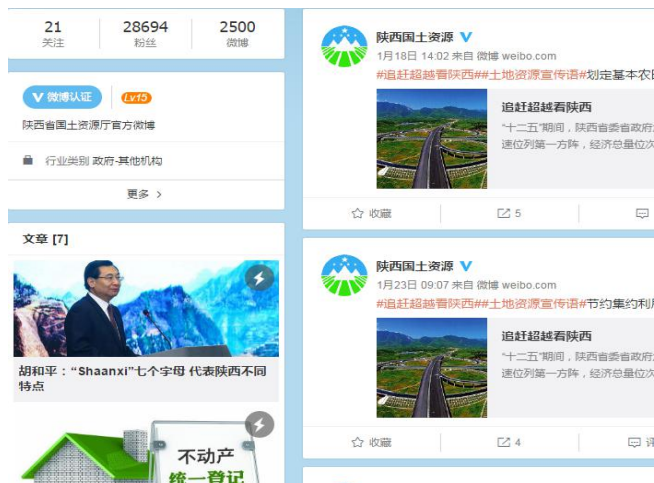 21 28694 2500
关注 粉丝 微博
V 微博认证 Lv.15
陕西省国土资源厅官方微博
行业类别 政府-其他机构
更多 >
文章 [7]
胡和平：“Shaanxi”七个字母 代表陕西不同
特点
不动产
统一登记
陕西国土资源 V
1月18日 14:02 来自 微博 weibo.com
#追赶超越看陕西##土地资源宣传语#划定基本农
追赶超越看陕西
“十二五”期间，陕西省委省政府
速位列第一方阵，经济总量位次
收藏 5
陕西国土资源 V
1月23日 09:07 来自 微博 weibo.com
#追赶超越看陕西##土地资源宣传语#节约集约利
追赶超越看陕西
“十二五”期间，陕西省委省政府
速位列第一方阵，经济总量位次
收藏 4